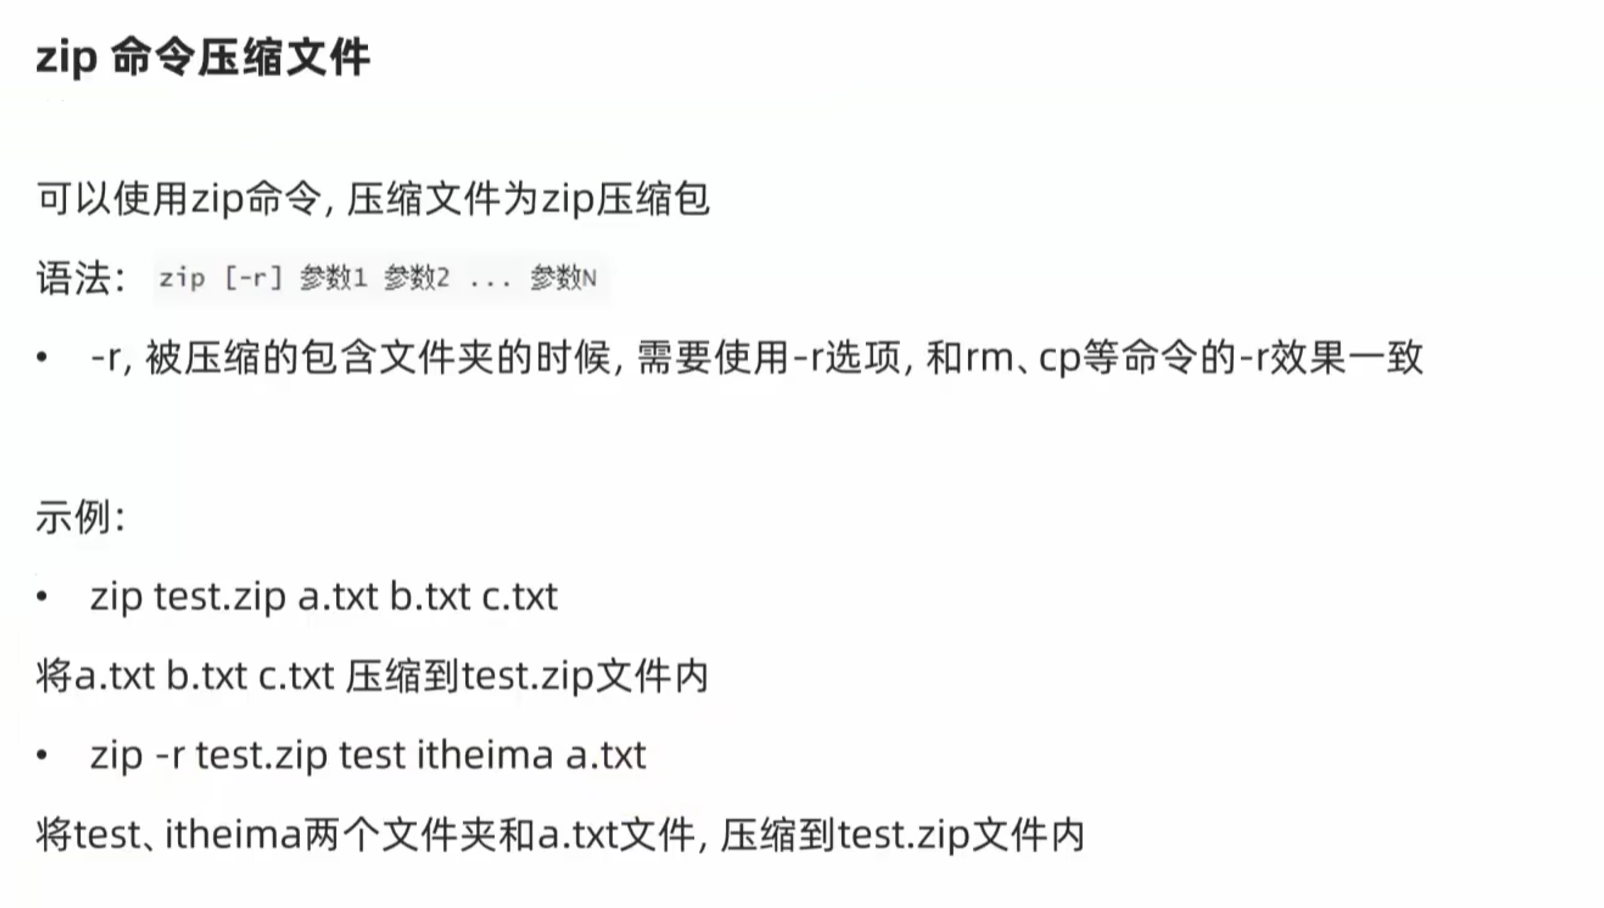 zip 命令压缩文件
可以使用zip命令, 压缩文件为zip压缩包
语法： zip [-r] 参数1 参数2 ... 参数N
• -r, 被压缩的包含文件夹的时候, 需要使用-r选项, 和rm、cp等命令的-r效果一致
示例：
• zip test.zip a.txt b.txt c.txt
将a.txt b.txt c.txt 压缩到test.zip文件内
• zip -r test.zip test itheima a.txt
将test、itheima两个文件夹和a.txt文件, 压缩到test.zip文件内